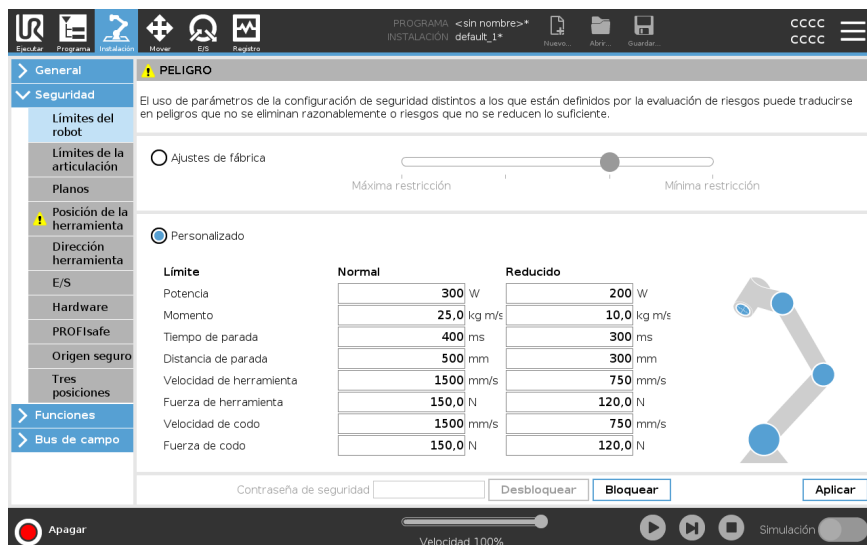 PROGRAMA <sin nombre>*
INSTALACIÓN default_1*
CCCC
CCCC
Ejecutar Programa Instalación Mover E/S Registro Nuevo... Abrir... Guardar...
General
Seguridad
Límites del robot
Límites de la articulación
Planos
Posición de la herramienta
Dirección herramienta
E/S
Hardware
PROFIsafe
Origen seguro
Tres posiciones
Funciones
Bus de campo
PELIGRO
El uso de parámetros de la configuración de seguridad distintos a los que están definidos por la evaluación de riesgos puede traducirse
en peligros que no se eliminan razonablemente o riesgos que no se reducen lo suficiente.
Ajustes de fábrica
Máxima restricción Mínima restricción
Personalizado
Límite Normal Reducido
Potencia 300 W 200 W
Momento 25,0 kg m/s 10,0 kg m/s
Tiempo de parada 400 ms 300 ms
Distancia de parada 500 mm 300 mm
Velocidad de herramienta 1500 mm/s 750 mm/s
Fuerza de herramienta 150,0 N 120,0 N
Velocidad de codo 1500 mm/s 750 mm/s
Fuerza de codo 150,0 N 120,0 N
Contraseña de seguridad Desbloquear Bloquear Aplicar
Apagar Velocidad 100% Simulación